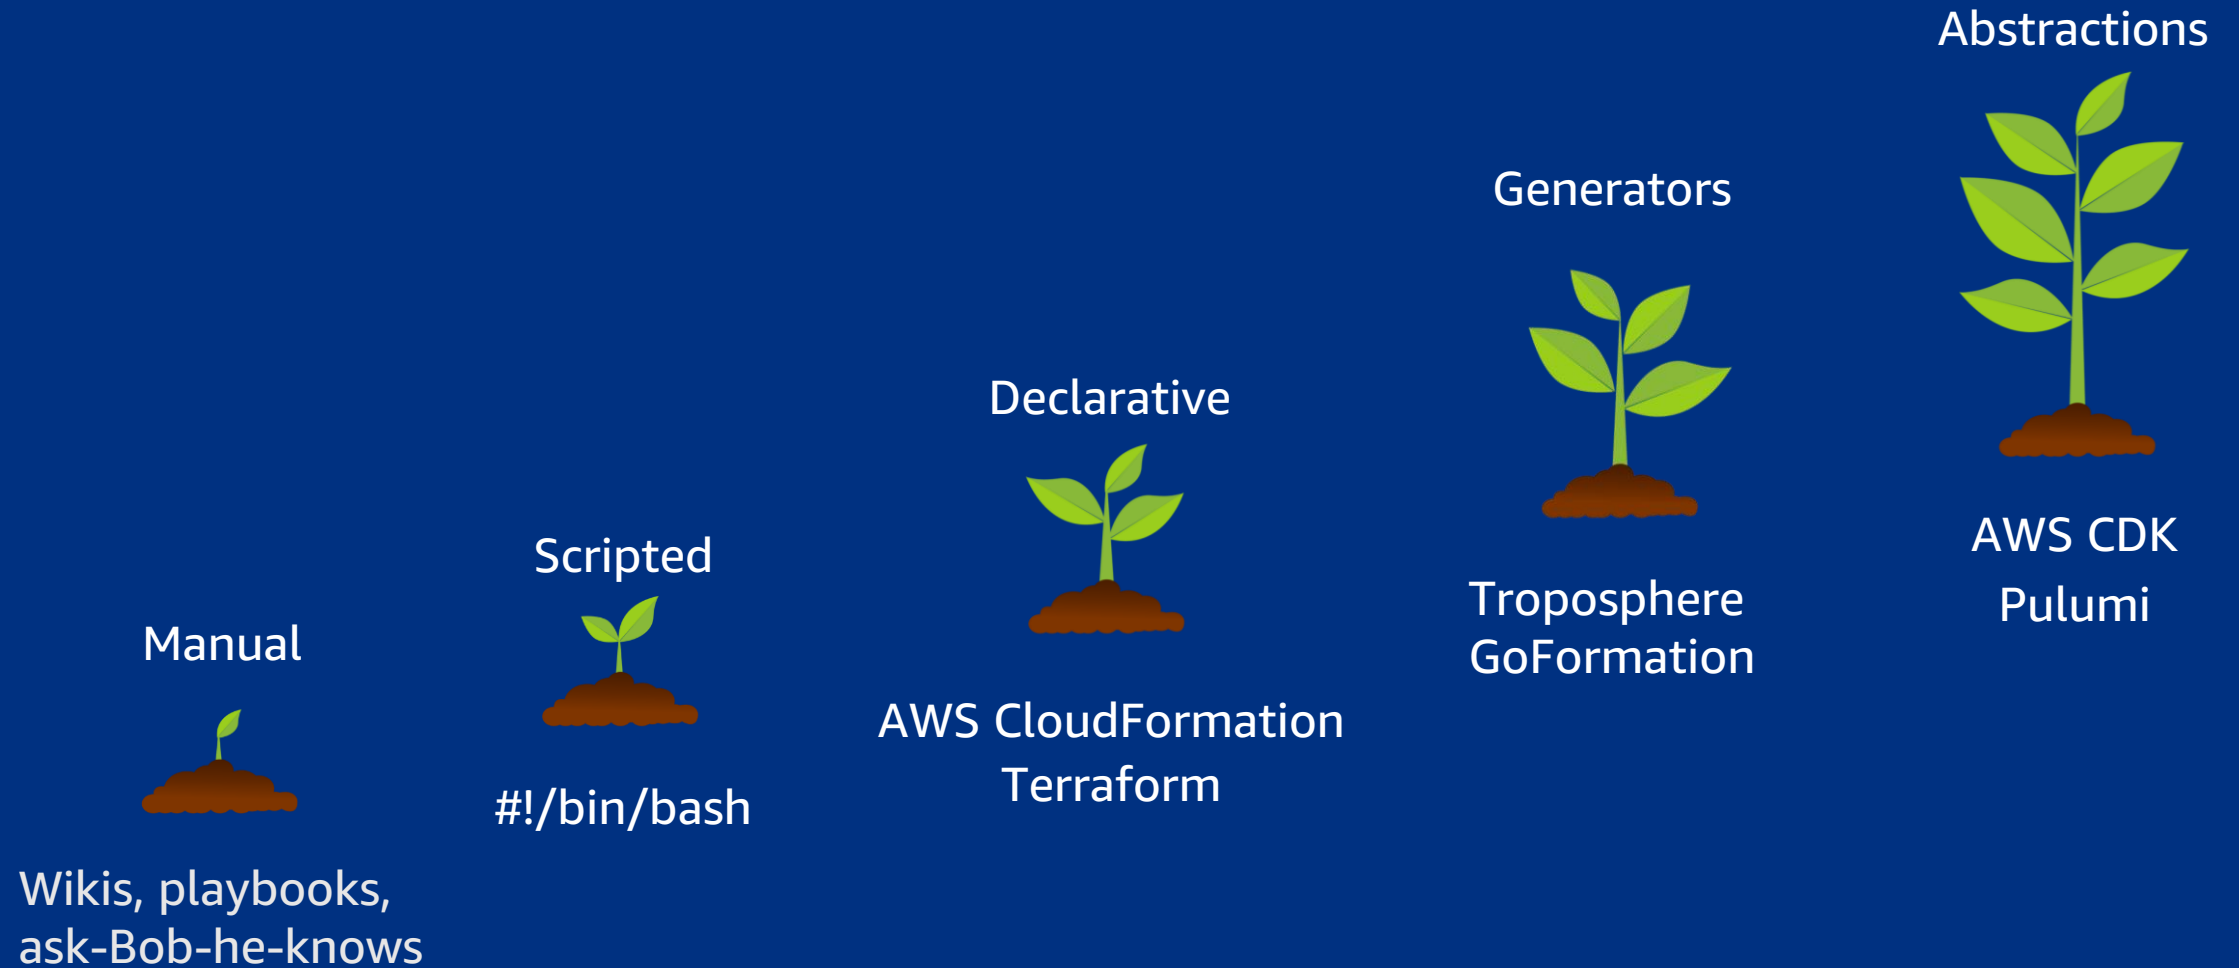 Manual
Wikis, playbooks,
ask-Bob-he-knows
Scripted
#!/bin/bash
Declarative
AWS CloudFormation
Terraform
Generators
Troposphere
GoFormation
Abstractions
AWS CDK
Pulumi